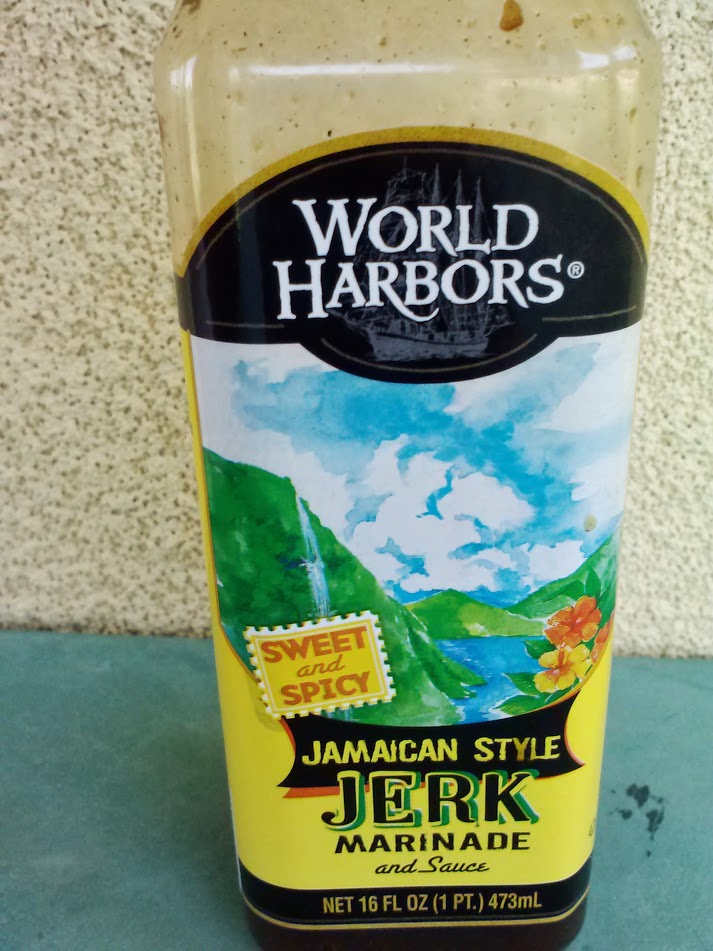 WORLD
HARBORS®
SWEET
and
SPICY
JAMAICAN STYLE
JERK
MARINADE
and Sauce
NET 16 FL OZ (1 PT.) 473mL